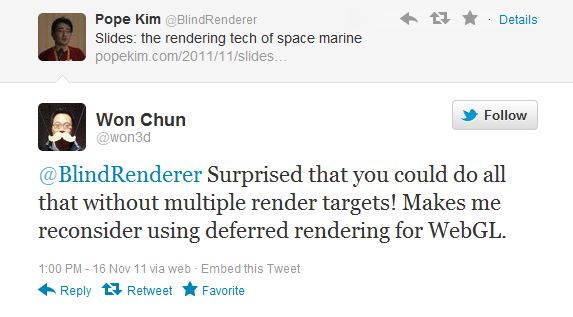 Pope Kim @BlindRenderer · Details
Slides: the rendering tech of space marine
popekim.com/2011/11/slides…
Won Chun
@won3d
Follow
@BlindRenderer Surprised that you could do all
that without multiple render targets! Makes me
reconsider using deferred rendering for WebGL.
1:00 PM - 16 Nov 11 via web · Embed this Tweet
Reply Retweet Favorite